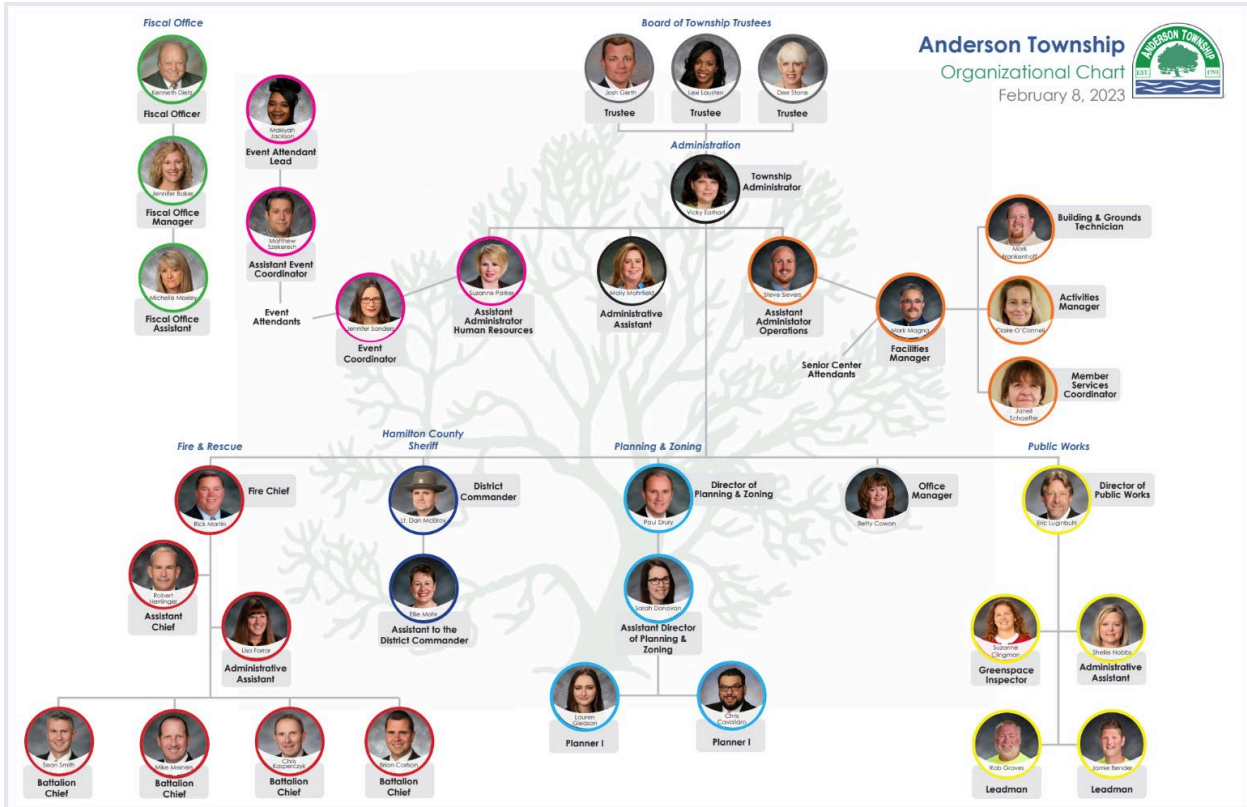 Anderson Township
Organizational Chart
February 8, 2023
ANDERSON TOWNSHIP
EST. 1793
Fiscal Office
Kenneth Dietz
Fiscal Officer
Jennifer Baker
Fiscal Office
Manager
Michelle Moxley
Fiscal Office
Assistant
Makiyah
Jackson
Event Attendant
Lead
Matthew
Szekeresh
Assistant Event
Coordinator
Event
Attendants
Jennifer Sanders
Event
Coordinator
Board of Township Trustees
Josh Gerth
Trustee
Lexi Lausten
Trustee
Dee Stone
Trustee
Administration
Vicky Earhart
Township
Administrator
Suzanne Parker
Assistant
Administrator
Human Resources
Molly Mohrfield
Administrative
Assistant
Steve Sievers
Assistant
Adminitator
Operations
Mark Magna
Facilities
Manager
Senior Center
Attendants
Mark
Brankenhoff
Building & Grounds
Technician
Claire O'Connell
Activities
Manager
Janell
Schaeffer
Member
Services
Coordinator
Fire & Rescue
Rick Martin
Fire Chief
Robert
Herrlinger
Assistant
Chief
Lisa Farrar
Administrative
Assistant
Sean Smith
Battalion
Chief
Mike Meiners
Battalion
Chief
Chris
Kasperczyk
Battalion
Chief
Brian Carlson
Battalion
Chief
Hamilton County
Sheriff
Lt. Dan McElroy
District
Commander
Ellie Mohr
Assistant to the
District Commander
Planning & Zoning
Paul Drury
Director of
Planning & Zoning
Sarah Donovan
Assistant Director
of Planning &
Zoning
Lauren
Gleason
Planner I
Chris
Cavallaro
Planner I
Betty Cowan
Office
Manager
Public Works
Eric Luginbuhl
Director of
Public Works
Suzanne
Clingman
Greenspace
Inspector
Shellie Hobbs
Administrative
Assistant
Rob Graves
Leadman
Jamie Bender
Leadman